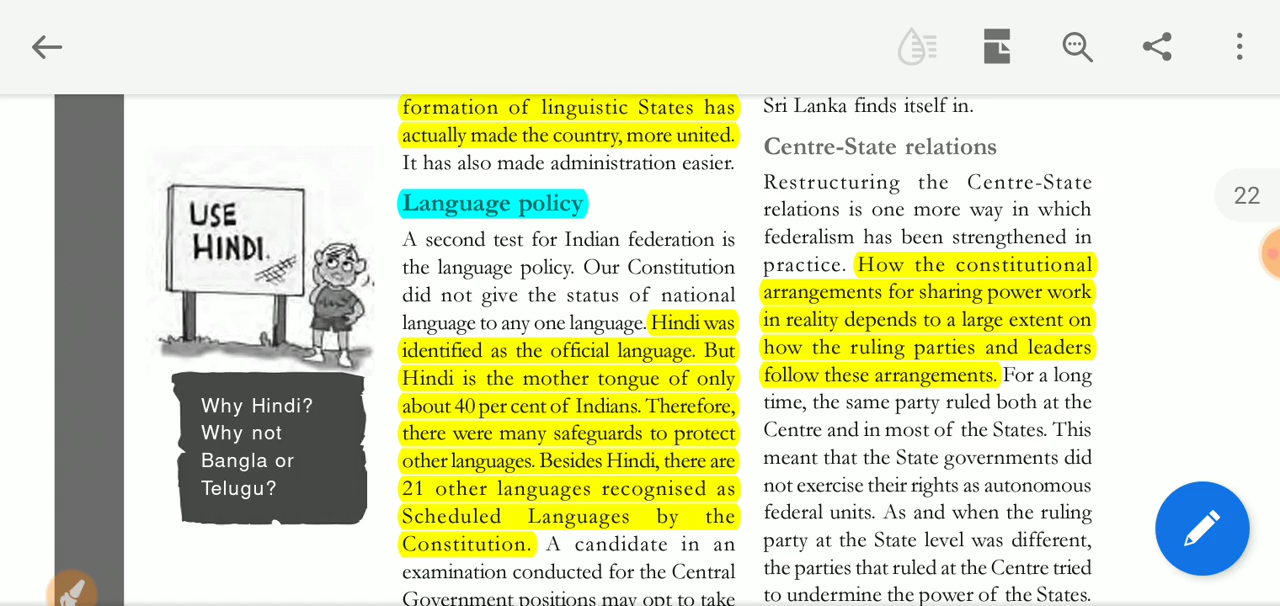 22
USE
HINDI.
Why Hindi?
Why not
Bangla or
Telugu?
formation of linguistic States has
actually made the country, more united.
It has also made administration easier.
Language policy
A second test for Indian federation is
the language policy. Our Constitution
did not give the status of national
language to any one language. Hindi was
identified as the official language. But
Hindi is the mother tongue of only
about 40 per cent of Indians. Therefore,
there were many safeguards to protect
other languages. Besides Hindi, there are
21 other languages recognised as
Scheduled Languages by the
Constitution. A candidate in an
examination conducted for the Central
Government positions may opt to take
Sri Lanka finds itself in.
Centre-State relations
Restructuring the Centre-State
relations is one more way in which
federalism has been strengthened in
practice. How the constitutional
arrangements for sharing power work
in reality depends to a large extent on
how the ruling parties and leaders
follow these arrangements. For a long
time, the same party ruled both at the
Centre and in most of the States. This
meant that the State governments did
not exercise their rights as autonomous
federal units. As and when the ruling
party at the State level was different,
the parties that ruled at the Centre tried
to undermine the power of the States.